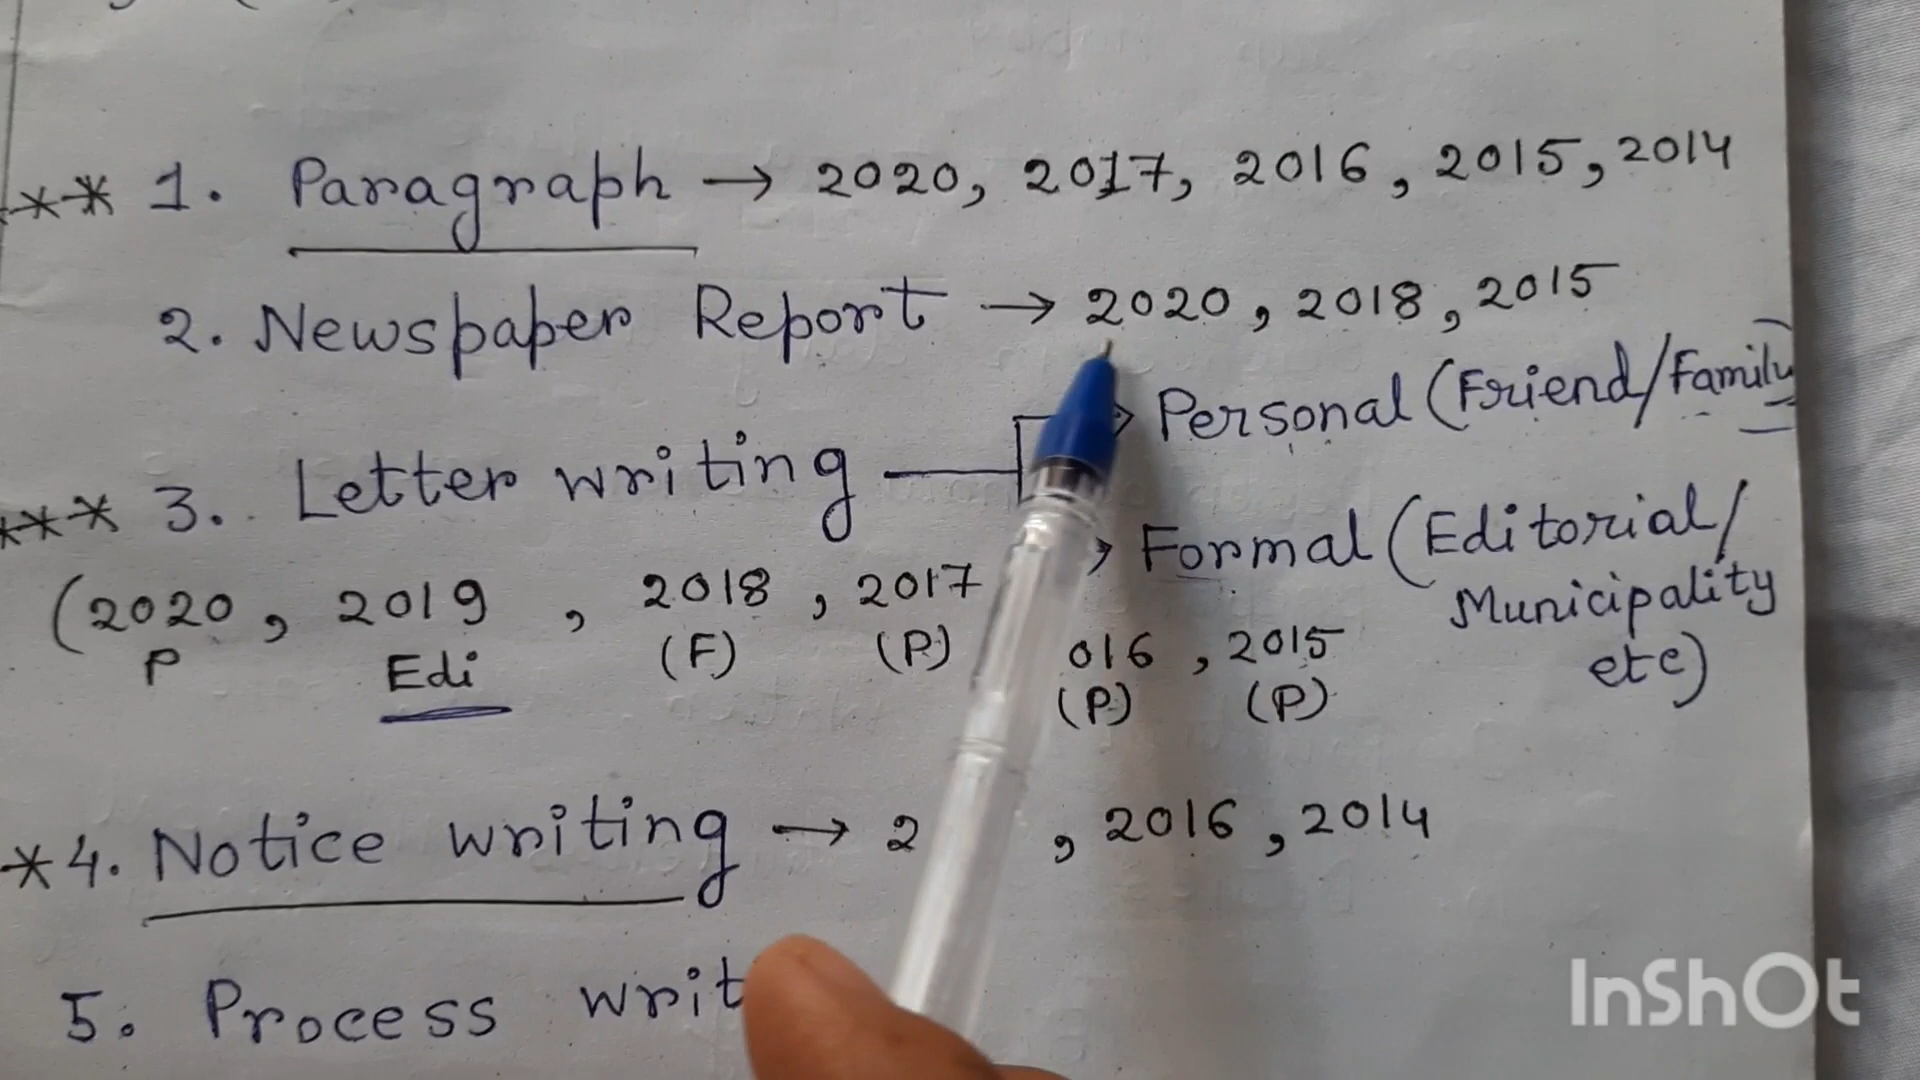 ** 1. Paragraph → 2020, 2017, 2016, 2015, 2014
2. Newspaper Report → 2020, 2018, 2015
*** 3. Letter writing
Personal (Friend/Family)
Formal (Editorial/
Municipality
etc)
(2020, 2019, 2018, 2017
016, 2015
P Edi (F) (P) (P) (P)
*4. Notice writing → 2 , 2016, 2014
5. Process writ
InShOt